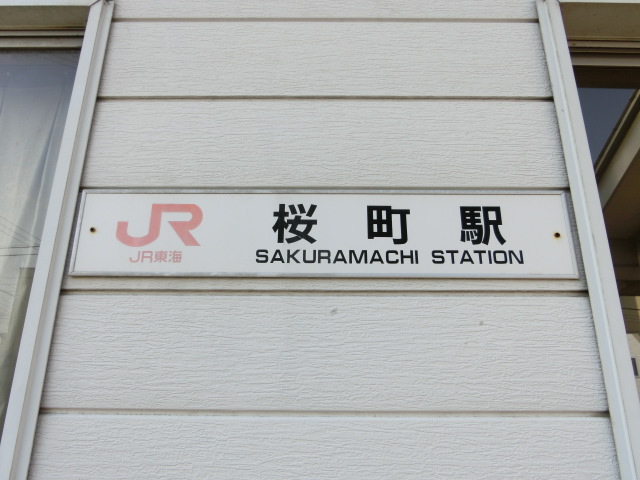 JR
JR東海
桜町駅
SAKURAMACHI STATION